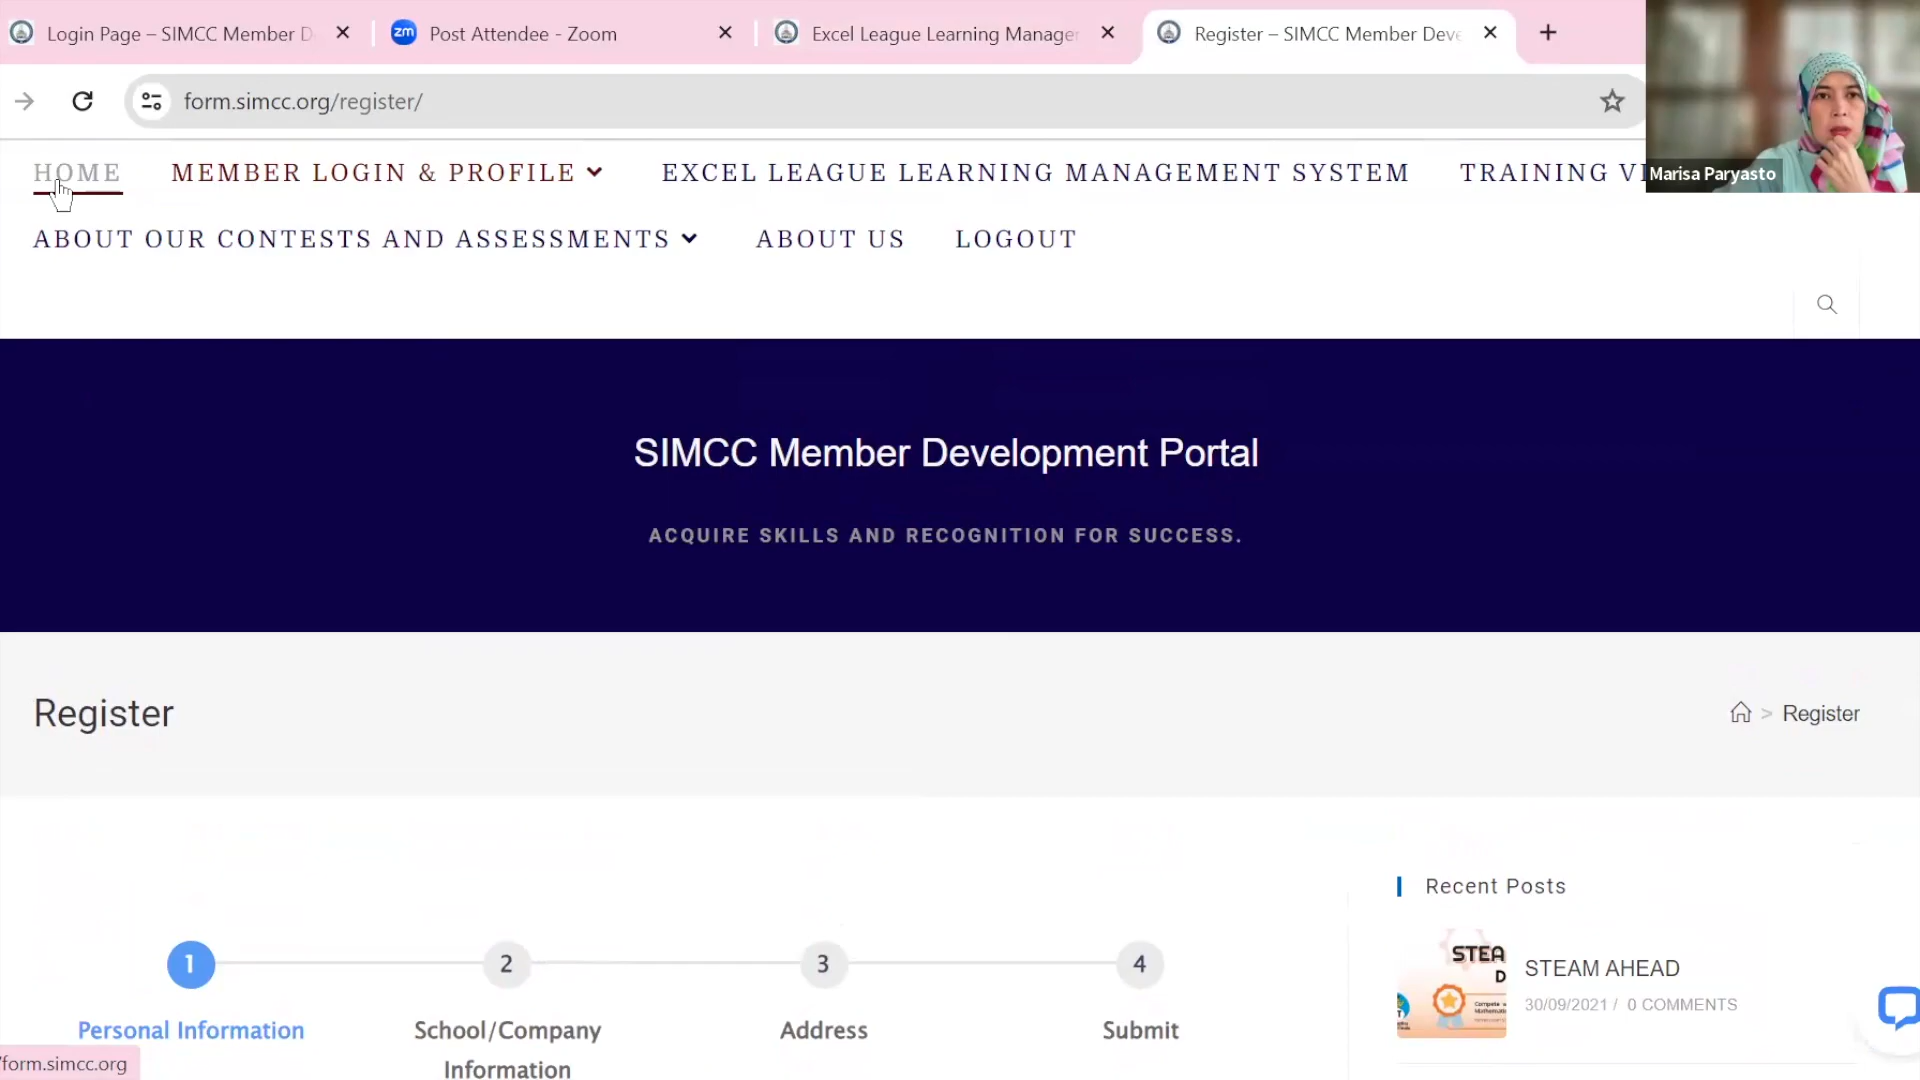 Login Page – SIMCC Member D
Post Attendee - Zoom
Excel League Learning Manager
Register – SIMCC Member Deve
form.simcc.org/register/
Marisa Paryasto
HOME
MEMBER LOGIN & PROFILE
EXCEL LEAGUE LEARNING MANAGEMENT SYSTEM
TRAINING VI
ABOUT OUR CONTESTS AND ASSESSMENTS
ABOUT US
LOGOUT
SIMCC Member Development Portal
ACQUIRE SKILLS AND RECOGNITION FOR SUCCESS.
Register
> Register
Recent Posts
STEA
D
STEAM AHEAD
30/09/2021 / 0 COMMENTS
1
2
3
4
Personal Information
School/Company
Information
Address
Submit
/form.simcc.org